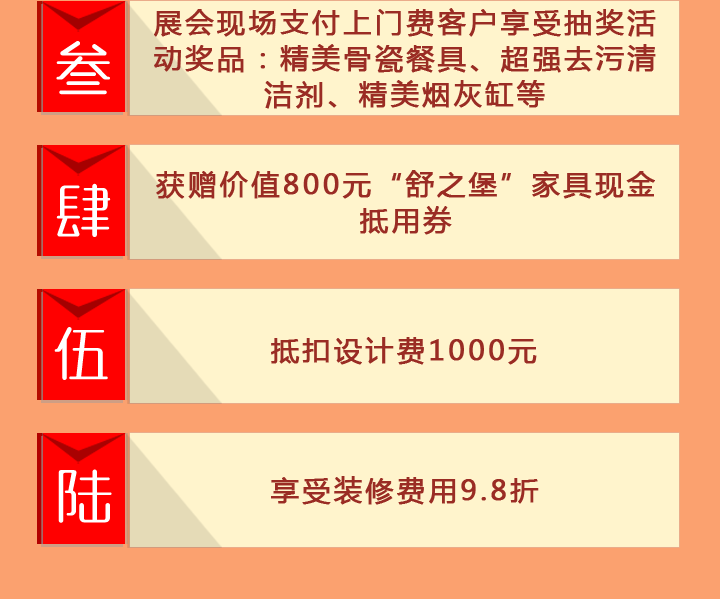 叁
展会现场支付上门费客户享受抽奖活
动奖品：精美骨瓷餐具、超强去污清
洁剂、精美烟灰缸等
肆
获赠价值800元“舒之堡”家具现金
抵用券
伍
抵扣设计费1000元
陆
享受装修费用9.8折